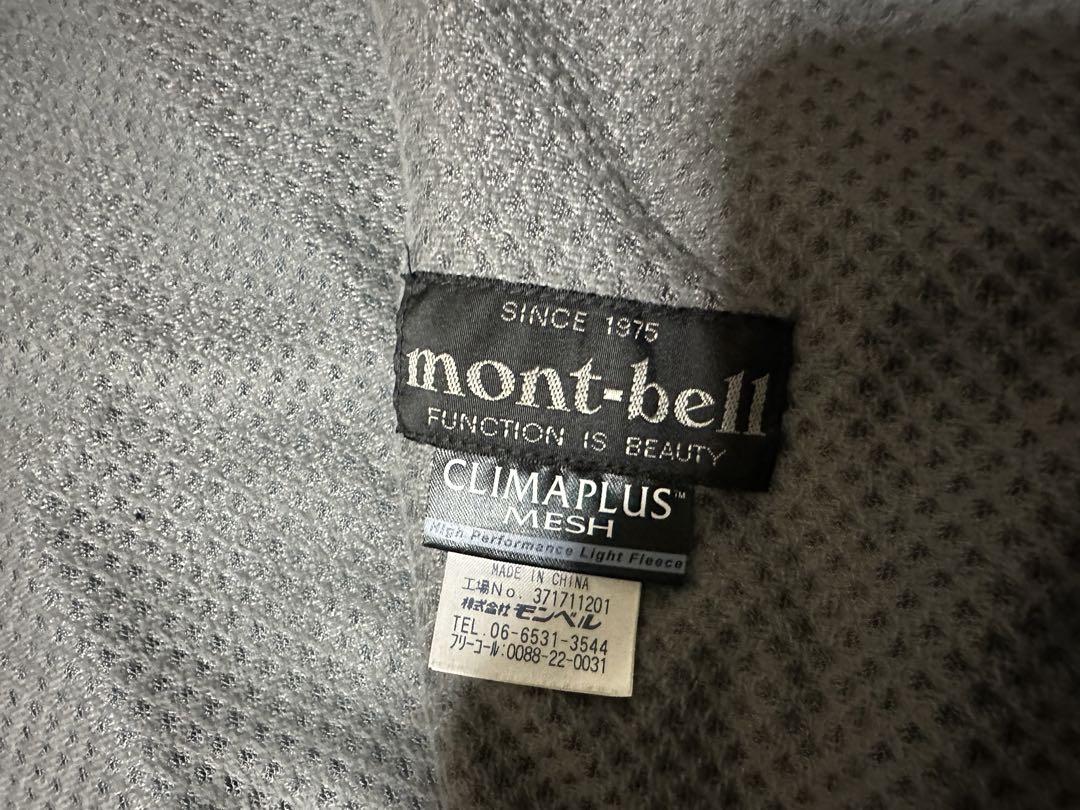 SINCE 1975
mont-bell
FUNCTION IS BEAUTY
CLIMAPLUS™
MESH
High Performance Light Fleece
MADE IN CHINA
工場No. 371711201
株式会社 モンベル
TEL.06-6531-3544
フリーコール:0088-22-0031